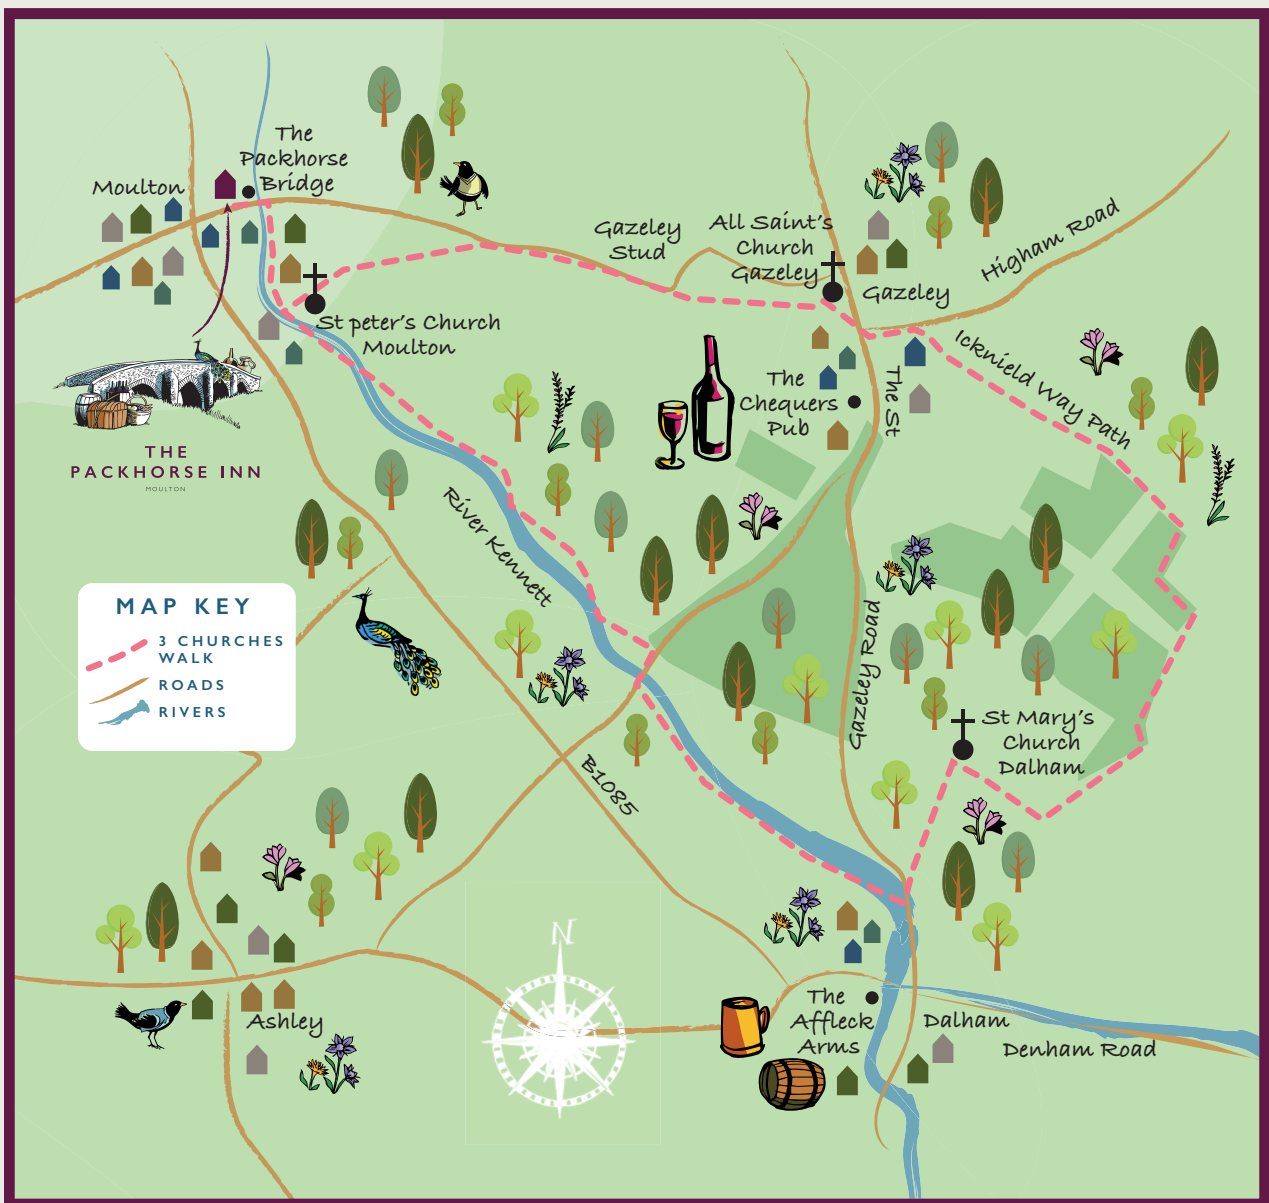 The
Packhorse
Bridge
Moulton
Gazeley
Stud
All Saint's
Church
Gazeley
Higham Road
Gazeley
St peter's Church
Moulton
Icknield Way Path
The
Chequers
Pub
The St
THE
PACKHORSE INN
MOULTON
River Kennett
MAP KEY
3 CHURCHES
WALK
ROADS
RIVERS
Gazeley Road
St Mary's
Church
Dalham
B1085
N
The
Affleck
Arms
Ashley
Dalham
Denham Road